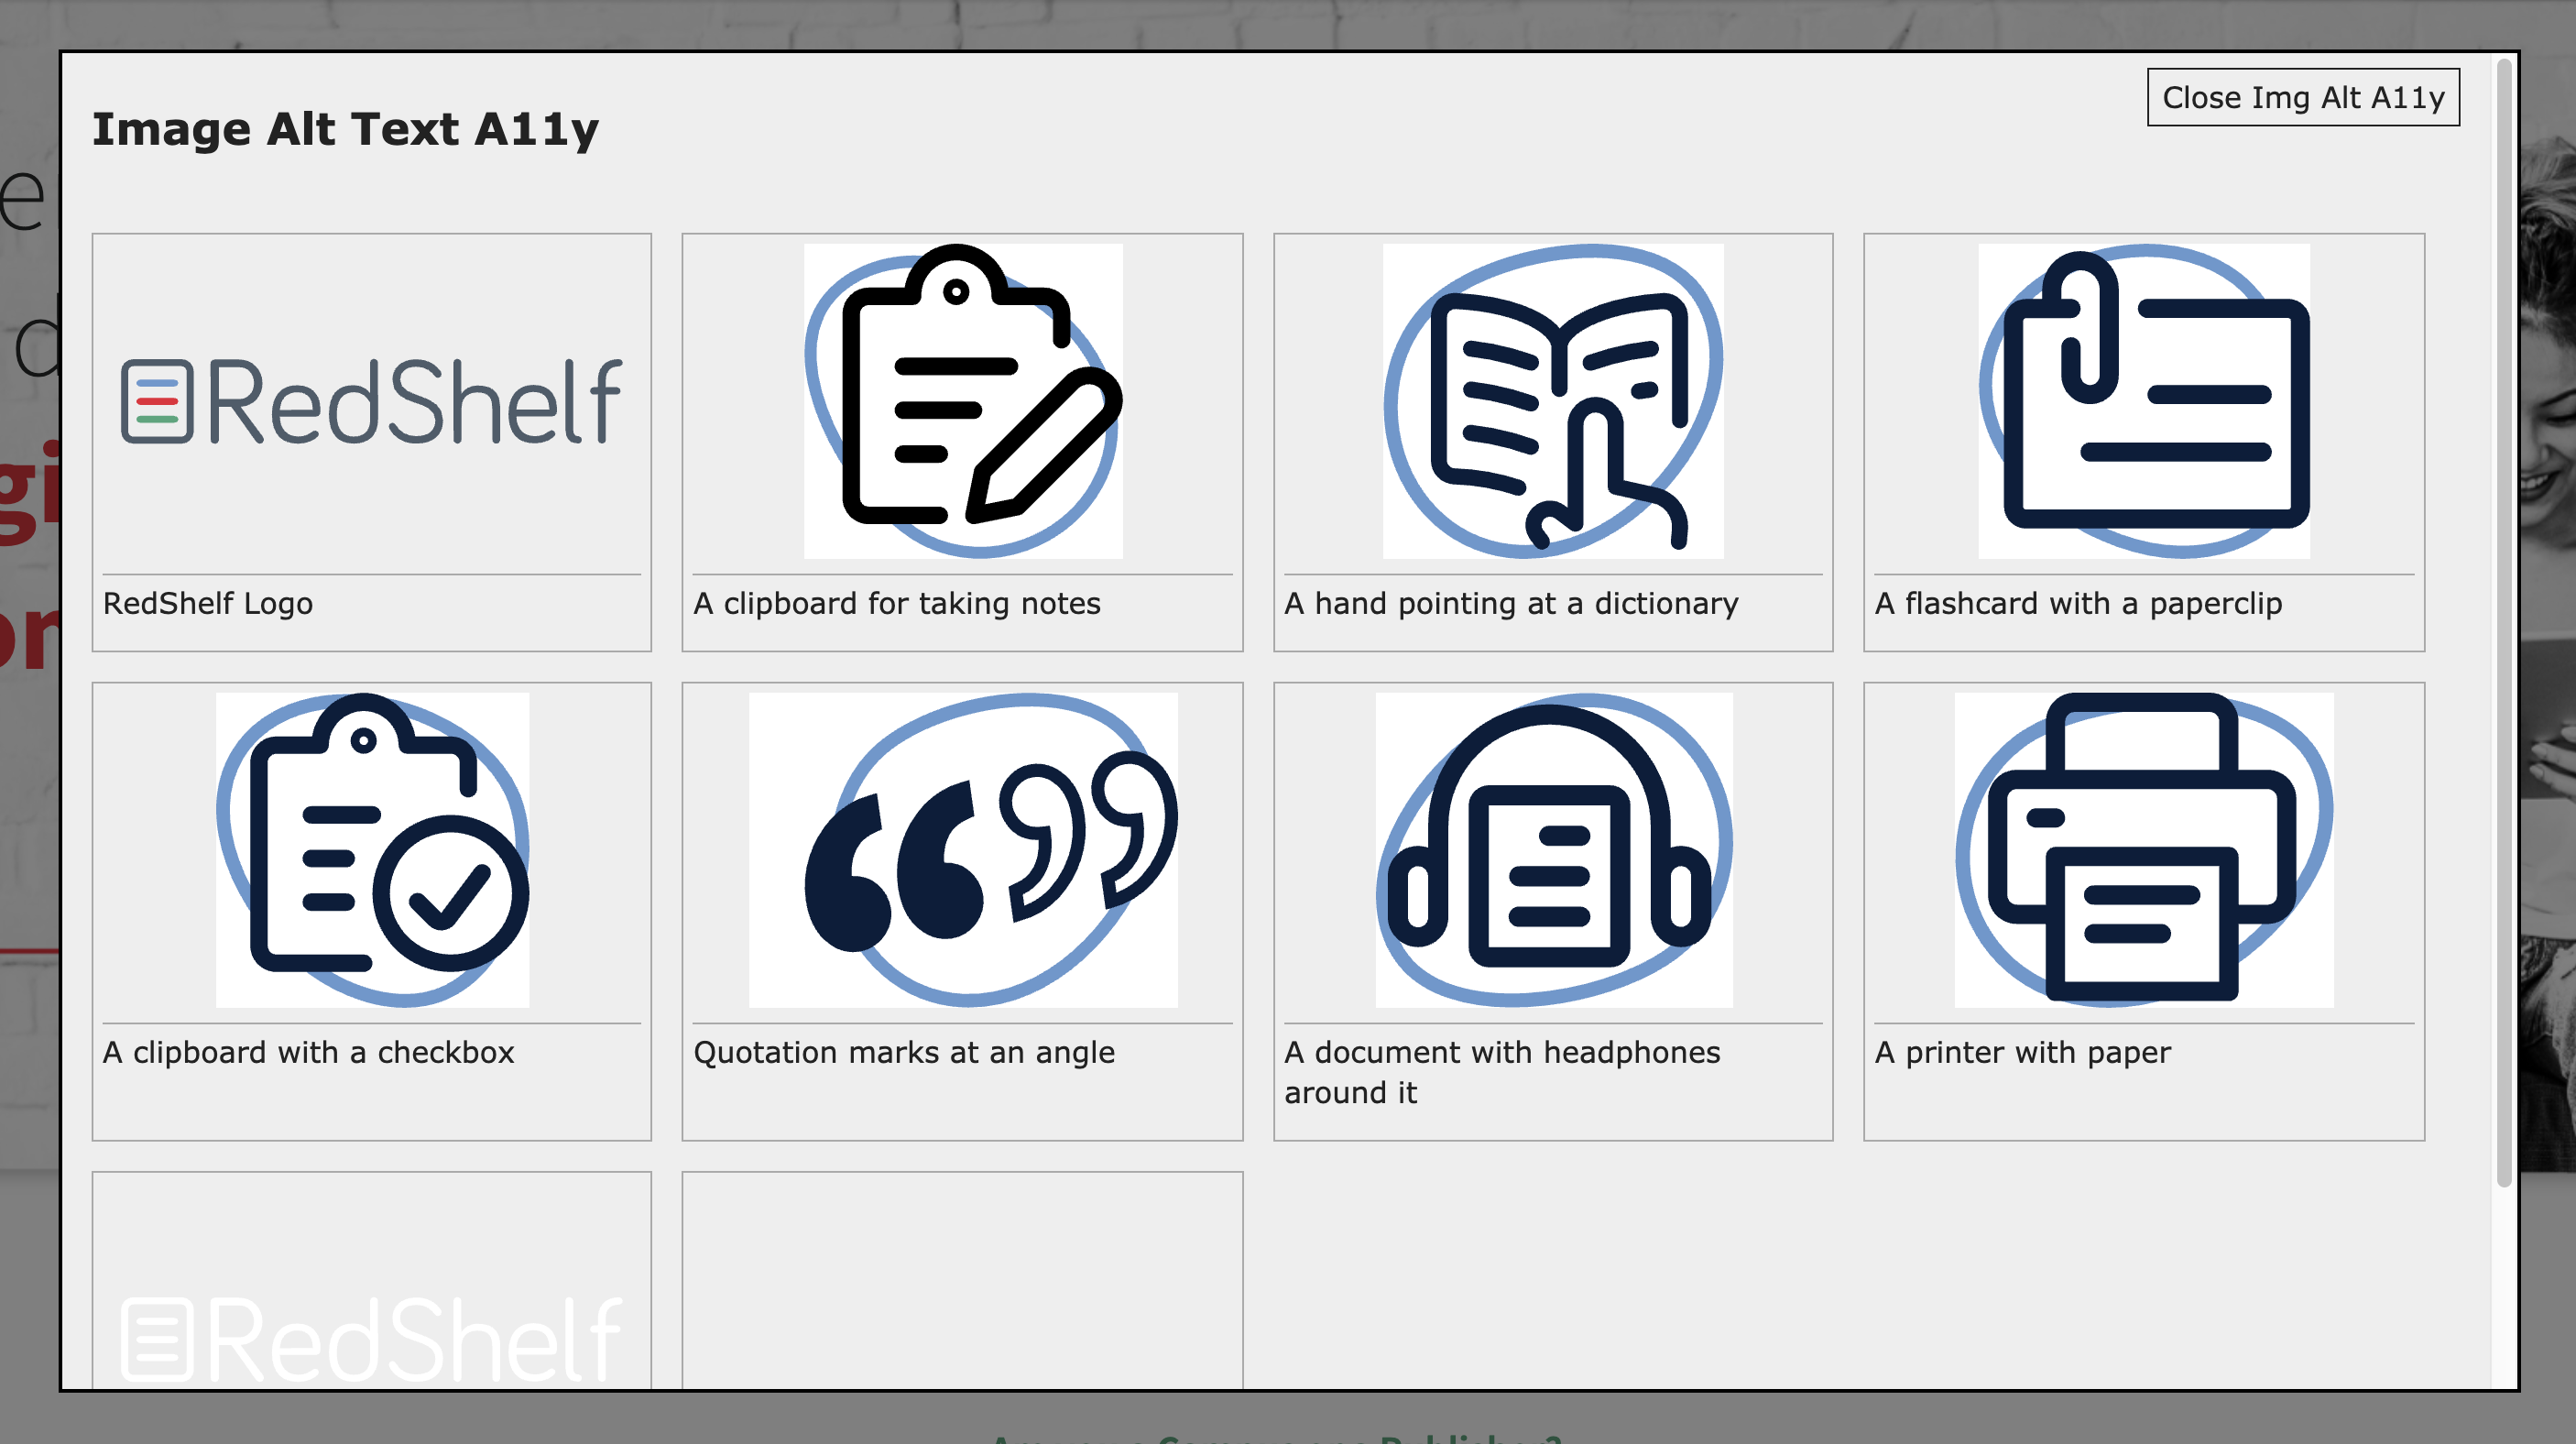 Image Alt Text A11y
Close Img Alt A11y
RedShelf
RedShelf Logo
A clipboard for taking notes
A hand pointing at a dictionary
A flashcard with a paperclip
A clipboard with a checkbox
Quotation marks at an angle
A document with headphones
around it
A printer with paper
RedShelf